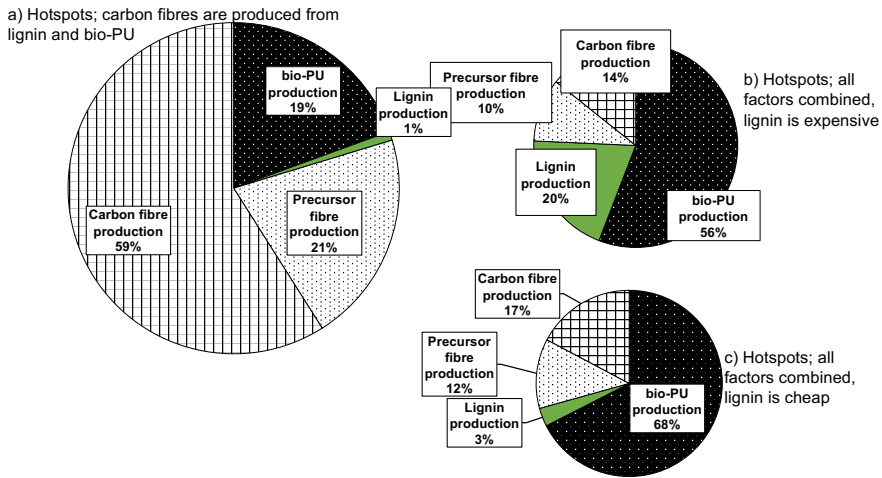 a) Hotspots; carbon fibres are produced from
lignin and bio-PU
bio-PU
production
19%
Lignin
production
1%
Precursor
fibre
production
21%
Carbon fibre
production
59%
b) Hotspots; all
factors combined,
lignin is expensive
Carbon fibre
production
14%
Precursor fibre
production
10%
Lignin
production
20%
bio-PU
production
56%
c) Hotspots; all
factors combined,
lignin is cheap
Carbon fibre
production
17%
Precursor fibre
production
12%
Lignin
production
3%
bio-PU
production
68%